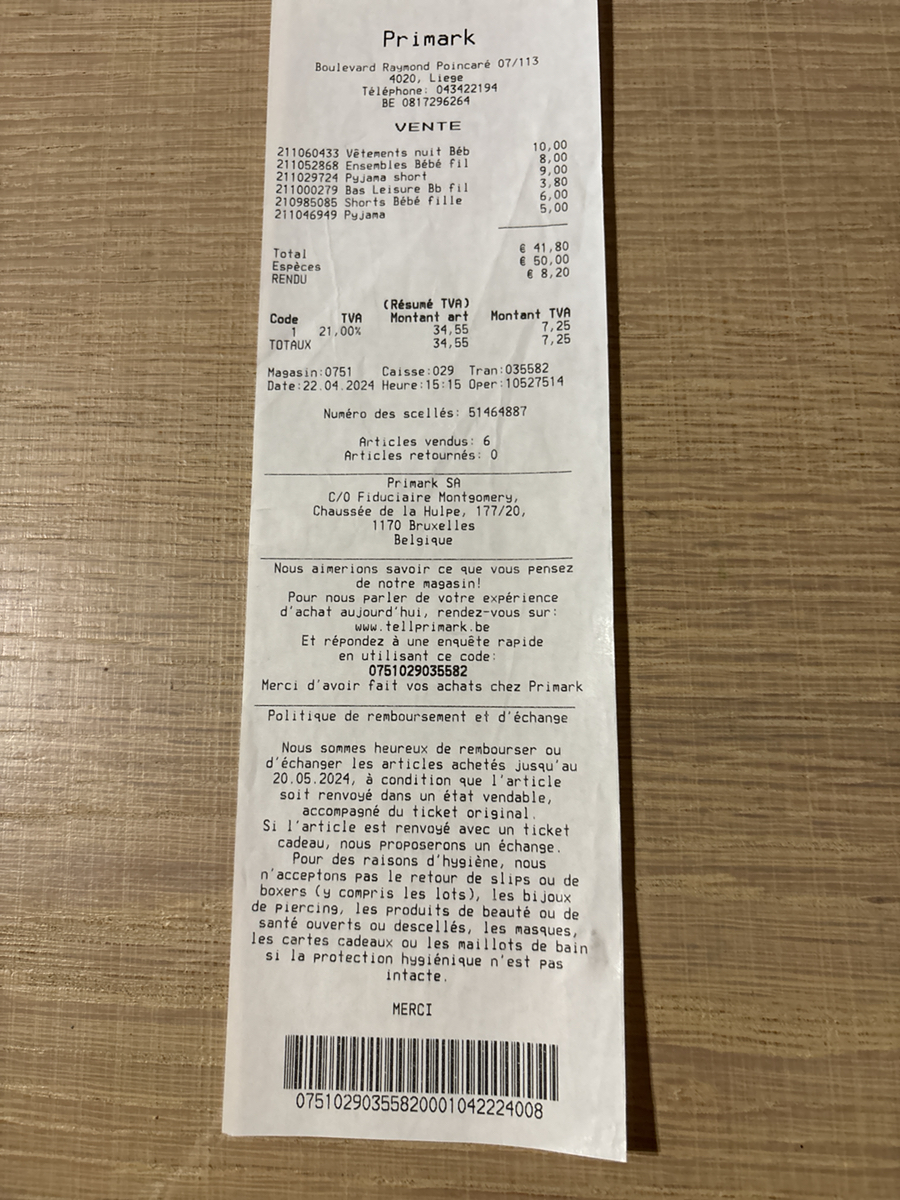 Primark
Boulevard Raymond Poincaré 07/113
4020, Liege
Téléphone: 043422194
BE 0817296264
VENTE
211060433 Vêtements nuit Béb 10,00
211052868 Ensembles Bébé fil 8,00
211029724 Pyjama short 9,00
211000279 Bas Leisure Bb fil 3,80
210985085 Shorts Bébé fille 6,00
211046949 Pyjama 5,00
Total € 41,80
Espèces € 50,00
RENDU € 8,20
(Résumé TVA)
Code TVA Montant art Montant TVA
1 21,00% 34,55 7,25
TOTAUX 34,55 7,25
Magasin:0751 Caisse:029 Tran:035582
Date:22.04.2024 Heure:15:15 Oper:10527514
Numéro des scellés: 51464887
Articles vendus: 6
Articles retournés: 0
Primark SA
C/O Fiduciaire Montgomery,
Chaussée de la Hulpe, 177/20,
1170 Bruxelles
Belgique
Nous aimerions savoir ce que vous pensez
de notre magasin!
Pour nous parler de votre expérience
d'achat aujourd'hui, rendez-vous sur:
www.tellprimark.be
Et répondez à une enquête rapide
en utilisant ce code:
0751029035582
Merci d'avoir fait vos achats chez Primark
Politique de remboursement et d'échange
Nous sommes heureux de rembourser ou
d'échanger les articles achetés jusqu'au
20.05.2024, à condition que l'article
soit renvoyé dans un état vendable,
accompagné du ticket original.
Si l'article est renvoyé avec un ticket
cadeau, nous proposerons un échange.
Pour des raisons d'hygiène, nous
n'acceptons pas le retour de slips ou de
boxers (y compris les lots), les bijoux
de piercing, les produits de beauté ou de
santé ouverts ou descellés, les masques,
les cartes cadeaux ou les maillots de bain
si la protection hygiénique n'est pas
intacte.
MERCI
07510290355820001042224008